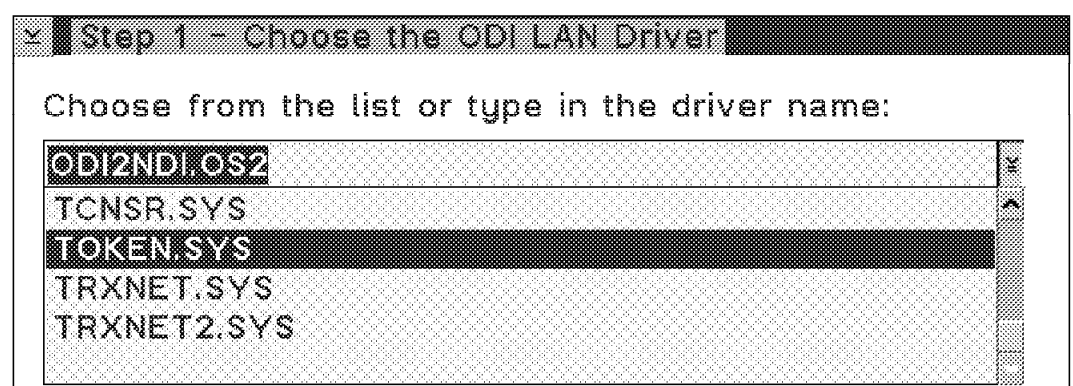 Step 1 - Choose the ODI LAN Driver
Choose from the list or type in the driver name:
ODI2NDI.OS2
TCNSR.SYS
TOKEN.SYS
TRXNET.SYS
TRXNET2.SYS